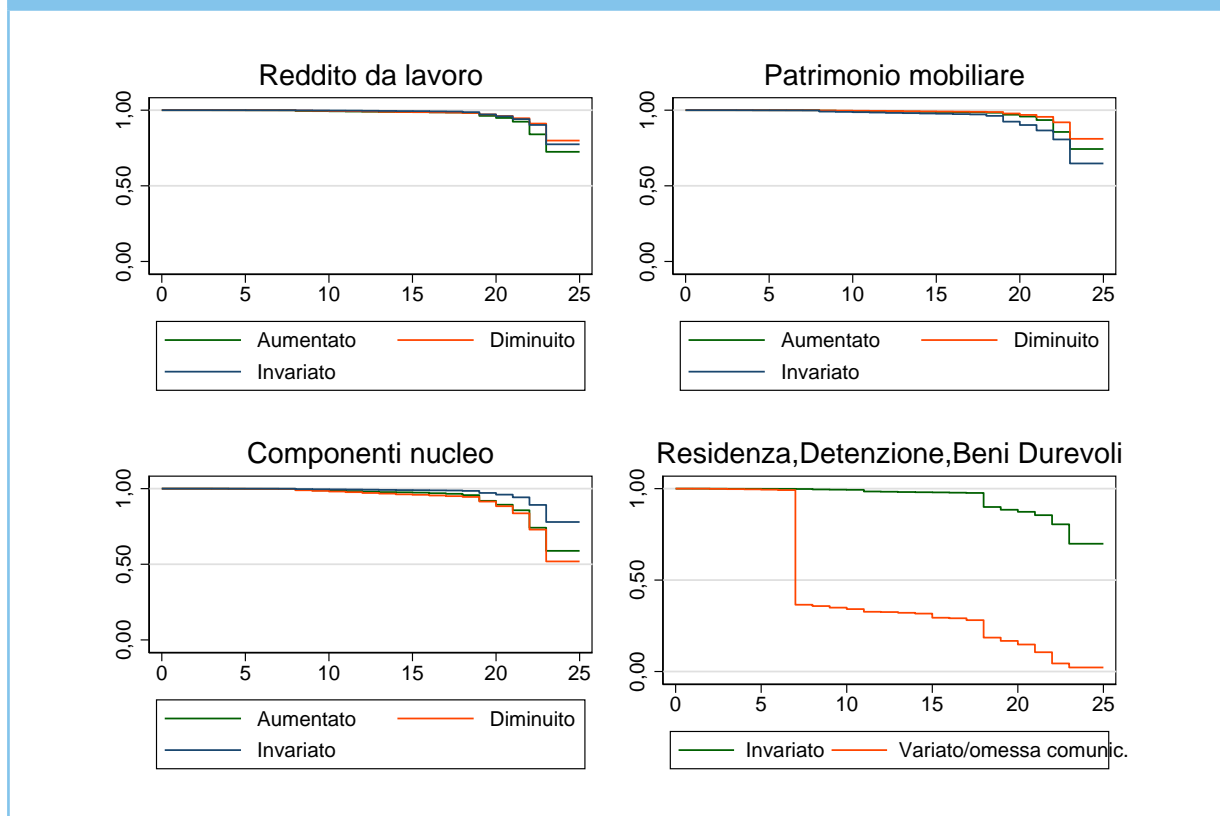 Reddito da lavoro
1,00
0,50
0,00
0 5 10 15 20 25
Aumentato Diminuito
Invariato
Patrimonio mobiliare
1,00
0,50
0,00
0 5 10 15 20 25
Aumentato Diminuito
Invariato
Componenti nucleo
1,00
0,50
0,00
0 5 10 15 20 25
Aumentato Diminuito
Invariato
Residenza,Detenzione,Beni Durevoli
1,00
0,50
0,00
0 5 10 15 20 25
Invariato Variato/omessa comunic.